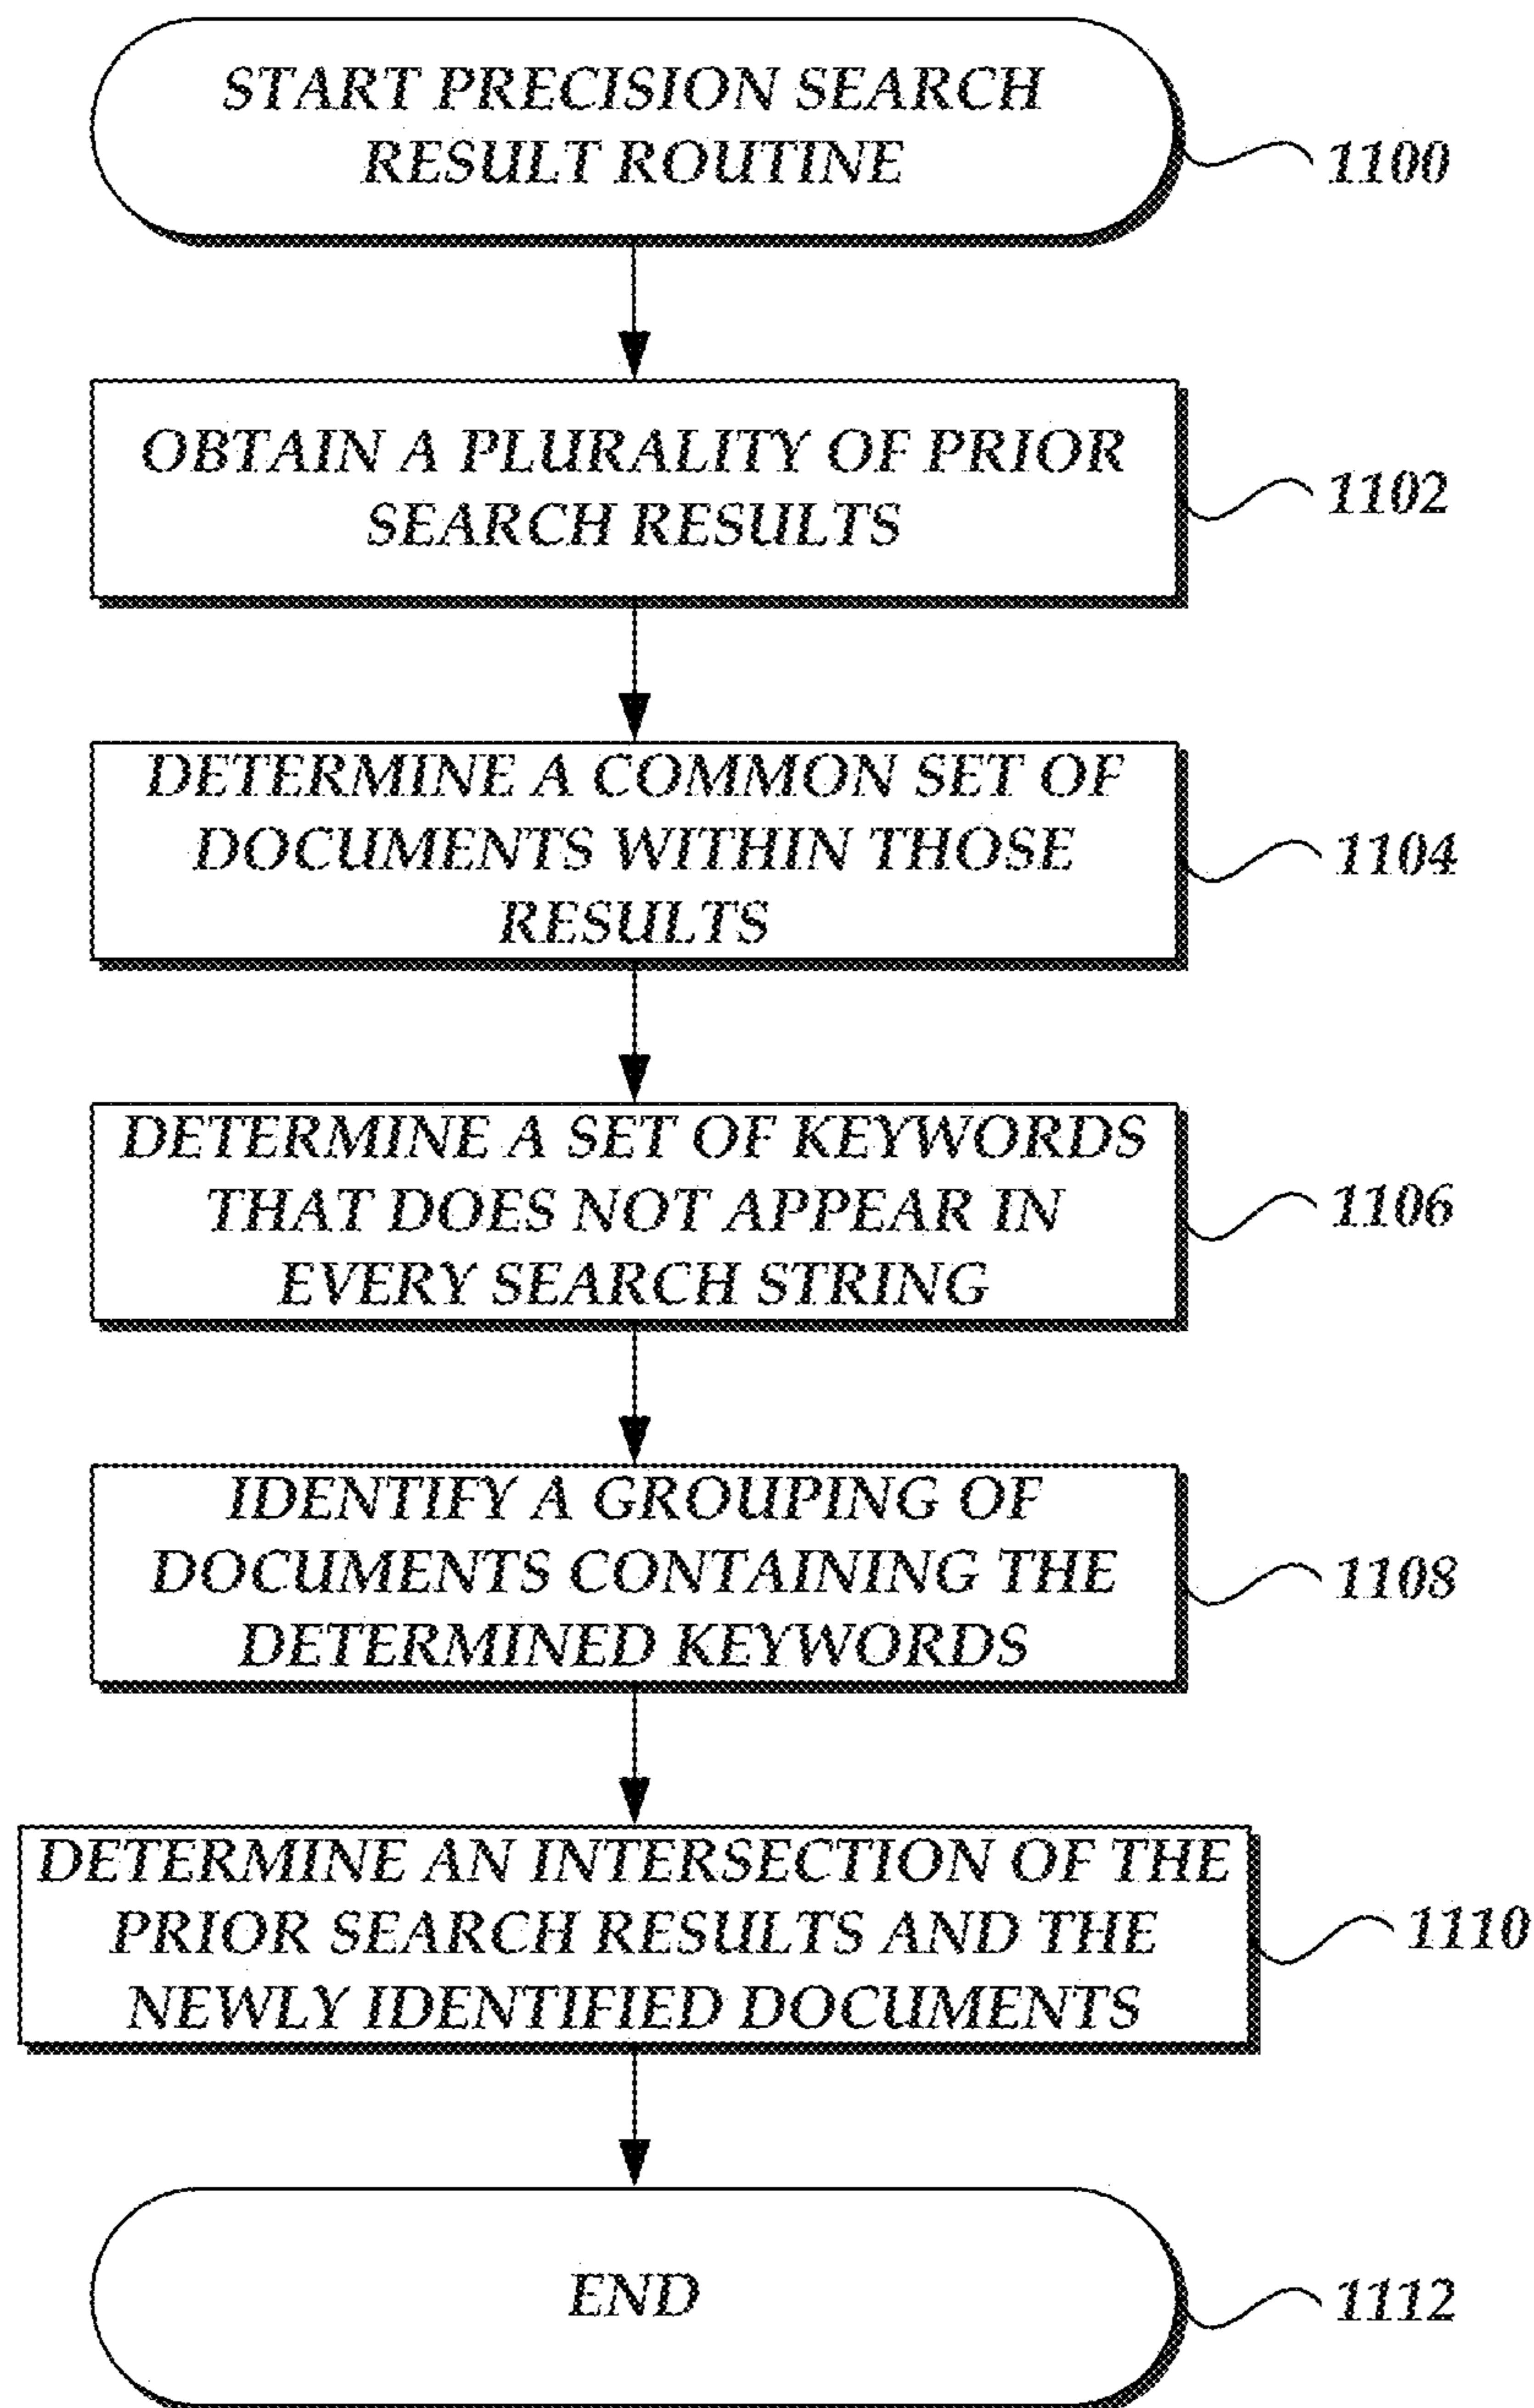 START PRECISION SEARCH
RESULT ROUTINE
1100
OBTAIN A PLURALITY OF PRIOR
SEARCH RESULTS
1102
DETERMINE A COMMON SET OF
DOCUMENTS WITHIN THOSE
RESULTS
1104
DETERMINE A SET OF KEYWORDS
THAT DOES NOT APPEAR IN
EVERY SEARCH STRING
1106
IDENTIFY A GROUPING OF
DOCUMENTS CONTAINING THE
DETERMINED KEYWORDS
1108
DETERMINE AN INTERSECTION OF THE
PRIOR SEARCH RESULTS AND THE
NEWLY IDENTIFIED DOCUMENTS
1110
END
1112